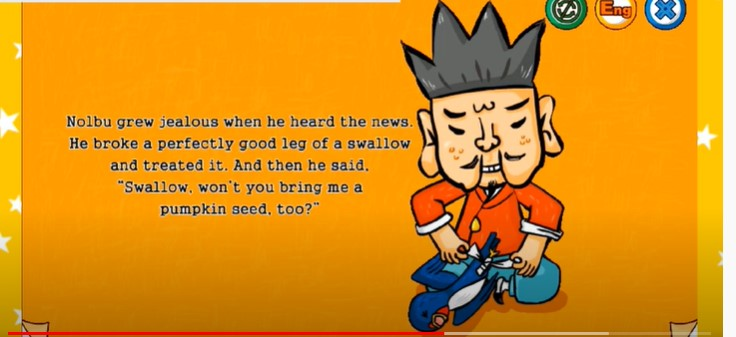 Eng
Nolbu grew jealous when he heard the news.
He broke a perfectly good leg of a swallow
and treated it. And then he said,
"Swallow, won't you bring me a
pumpkin seed, too?"